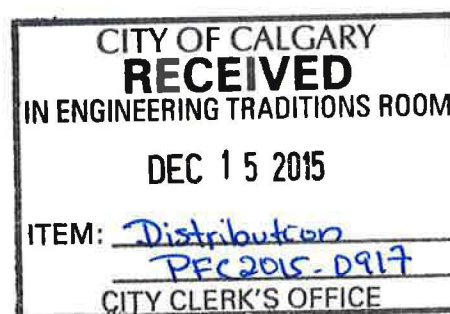 CITY OF CALGARY
RECEIVED
IN ENGINEERING TRADITIONS ROOM
DEC 15 2015
ITEM: Distribution
PFC2015-0917
CITY CLERK'S OFFICE